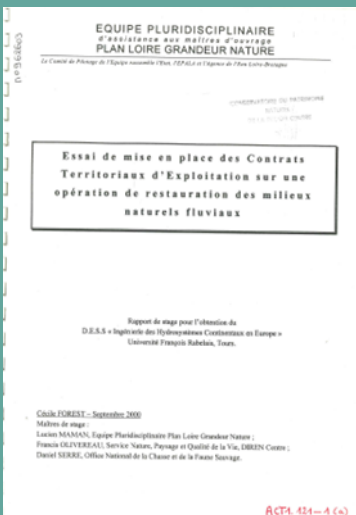 EQUIPE PLURIDISCIPLINAIRE
d'assistance aux maîtres d'ouvrage
PLAN LOIRE GRANDEUR NATURE
Le Comité de Pilotage de l'Equipe rassemble l'Etat, l'EPALA et l'Agence de l'Eau Loire-Bretagne
CONSERVATOIRE DU PATRIMOINE
NATUREL
Essai de mise en place des Contrats
Territoriaux d'Exploitation sur une
opération de restauration des milieux
naturels fluviaux
Rapport de stage pour l'obtention du
D.E.S.S « Ingénierie des Hydrosystèmes Continentaux en Europe »
Université François Rabelais, Tours.
Cécile FOREST – Septembre 2000
Maîtres de stage :
Lucien MAMAN, Equipe Pluridisciplinaire Plan Loire Grandeur Nature ;
Francis OLIVEREAU, Service Nature, Paysage et Qualité de la Vie, DIREN Centre ;
Daniel SERRE, Office National de la Chasse et de la Faune Sauvage.
ACT1.121-1(a)